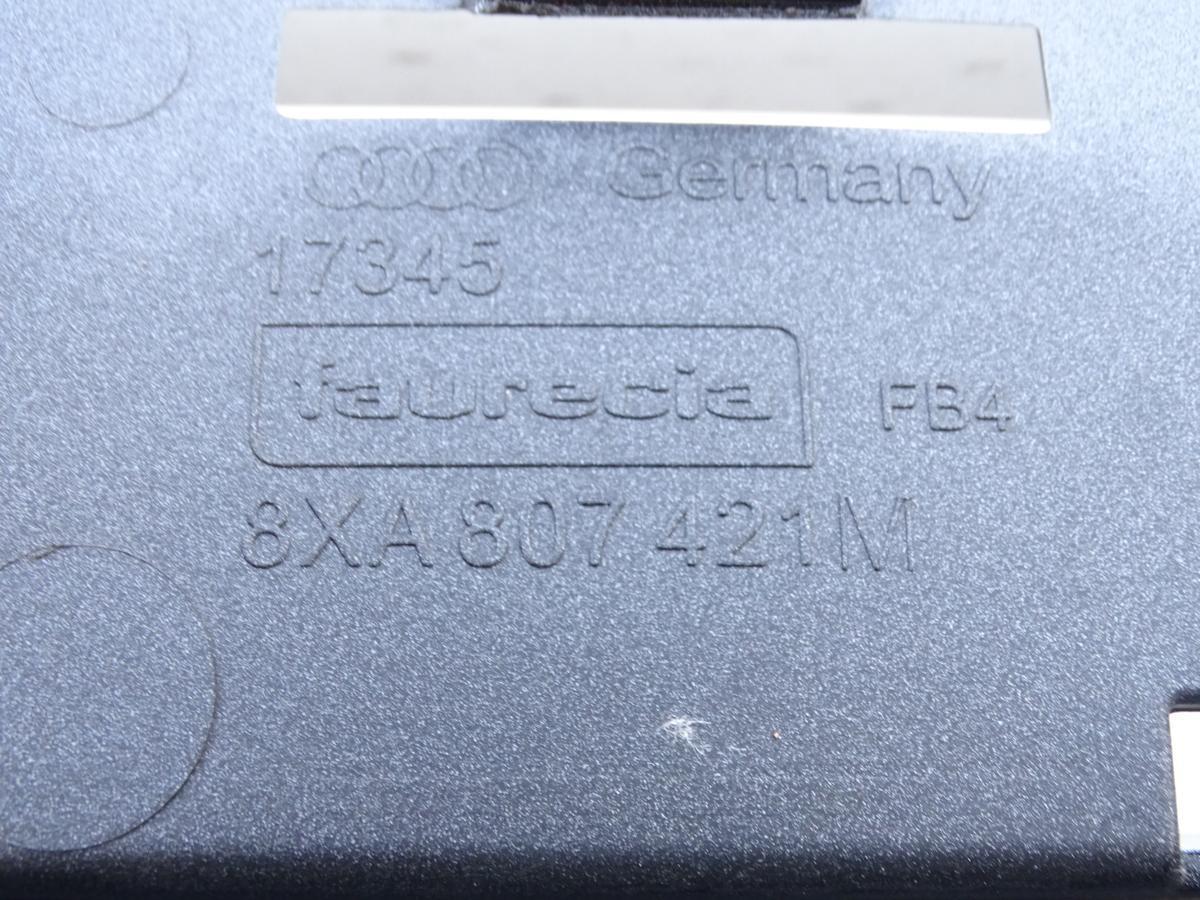 Germany
17345
faurecia FB4
8XA 807 421 M